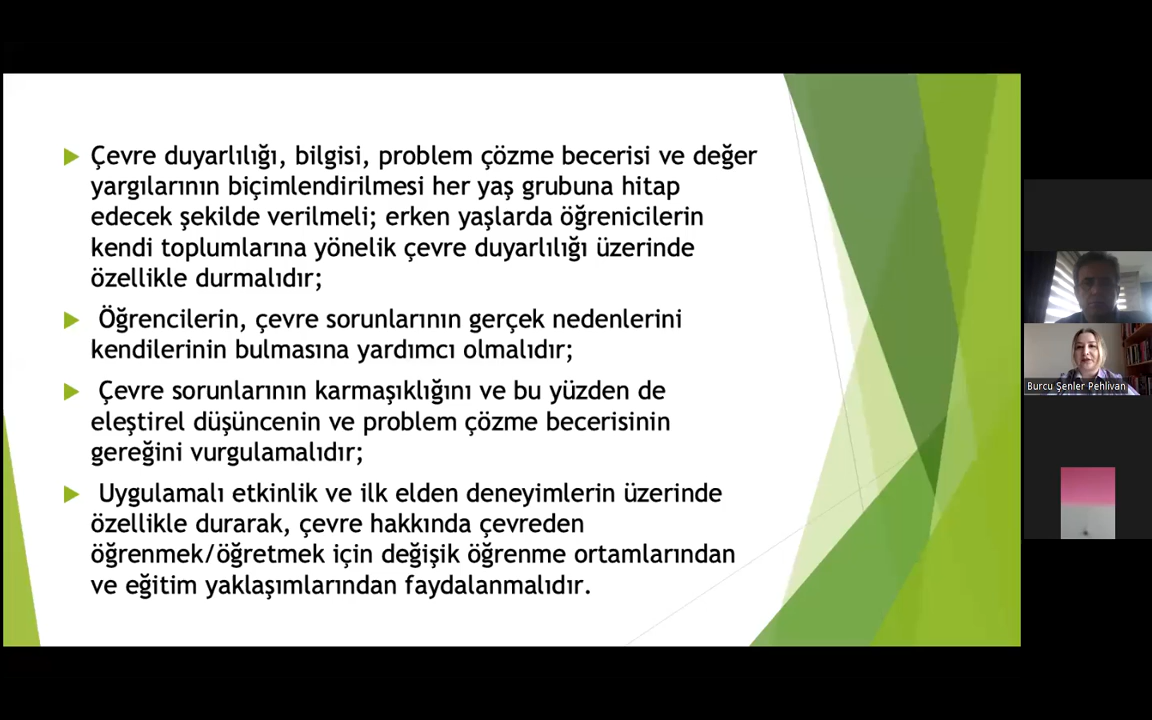 Çevre duyarlılığı, bilgisi, problem çözme becerisi ve değer
yargılarının biçimlendirilmesi her yaş grubuna hitap
edecek şekilde verilmeli; erken yaşlarda öğrenicilerin
kendi toplumlarına yönelik çevre duyarlılığı üzerinde
özellikle durmalıdır;
Öğrencilerin, çevre sorunlarının gerçek nedenlerini
kendilerinin bulmasına yardımcı olmalıdır;
Çevre sorunlarının karmaşıklığını ve bu yüzden de
eleştirel düşüncenin ve problem çözme becerisinin
gereğini vurgulamalıdır;
Uygulamalı etkinlik ve ilk elden deneyimlerin üzerinde
özellikle durarak, çevre hakkında çevreden
öğrenmek/öğretmek için değişik öğrenme ortamlarından
ve eğitim yaklaşımlarından faydalanmalıdır.
Burcu Şenler Pehlivan